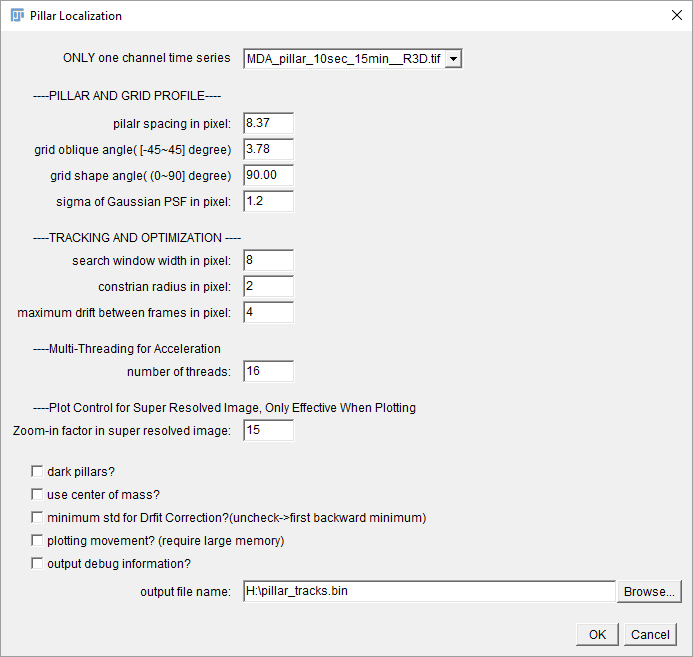 Pillar Localization
ONLY one channel time series MDA_pillar_10sec_15min__R3D.tif
----PILLAR AND GRID PROFILE----
pilalr spacing in pixel: 8.37
grid oblique angle( [-45~45] degree) 3.78
grid shape angle( (0~90] degree) 90.00
sigma of Gaussian PSF in pixel: 1.2
----TRACKING AND OPTIMIZATION ----
search window width in pixel: 8
constrian radius in pixel: 2
maximum drift between frames in pixel: 4
----Multi-Threading for Acceleration
number of threads: 16
----Plot Control for Super Resolved Image, Only Effective When Plotting
Zoom-in factor in super resolved image: 15
dark pillars?
use center of mass?
minimum std for Drfit Correction?(uncheck->first backward minimum)
plotting movement? (require large memory)
output debug information?
output file name: H:\pillar_tracks.bin Browse...
OK Cancel